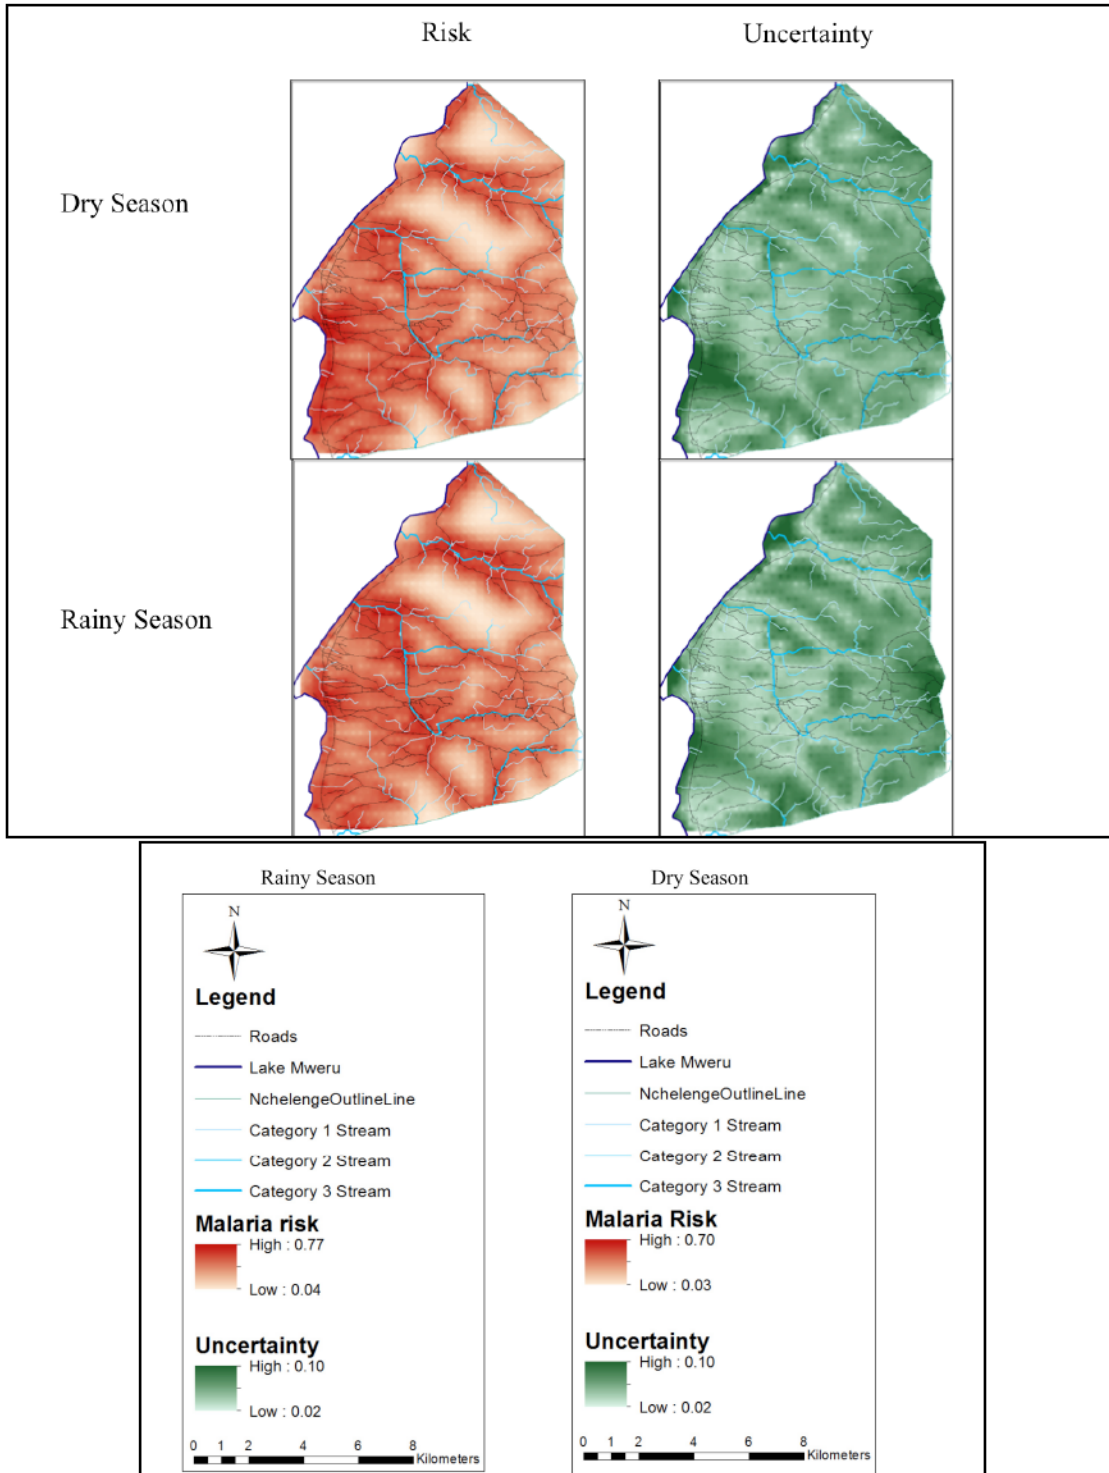 Risk
Uncertainty
Dry Season
Rainy Season
Rainy Season
N
Legend
Roads
Lake Mweru
NchelengeOutlineLine
Category 1 Stream
Category 2 Stream
Category 3 Stream
Malaria risk
High : 0.77
Low : 0.04
Uncertainty
High : 0.10
Low : 0.02
0 1 2 4 6 8
Kilometers
Dry Season
N
Legend
Roads
Lake Mweru
NchelengeOutlineLine
Category 1 Stream
Category 2 Stream
Category 3 Stream
Malaria Risk
High : 0.70
Low : 0.03
Uncertainty
High : 0.10
Low : 0.02
0 1 2 4 6 8
Kilometers